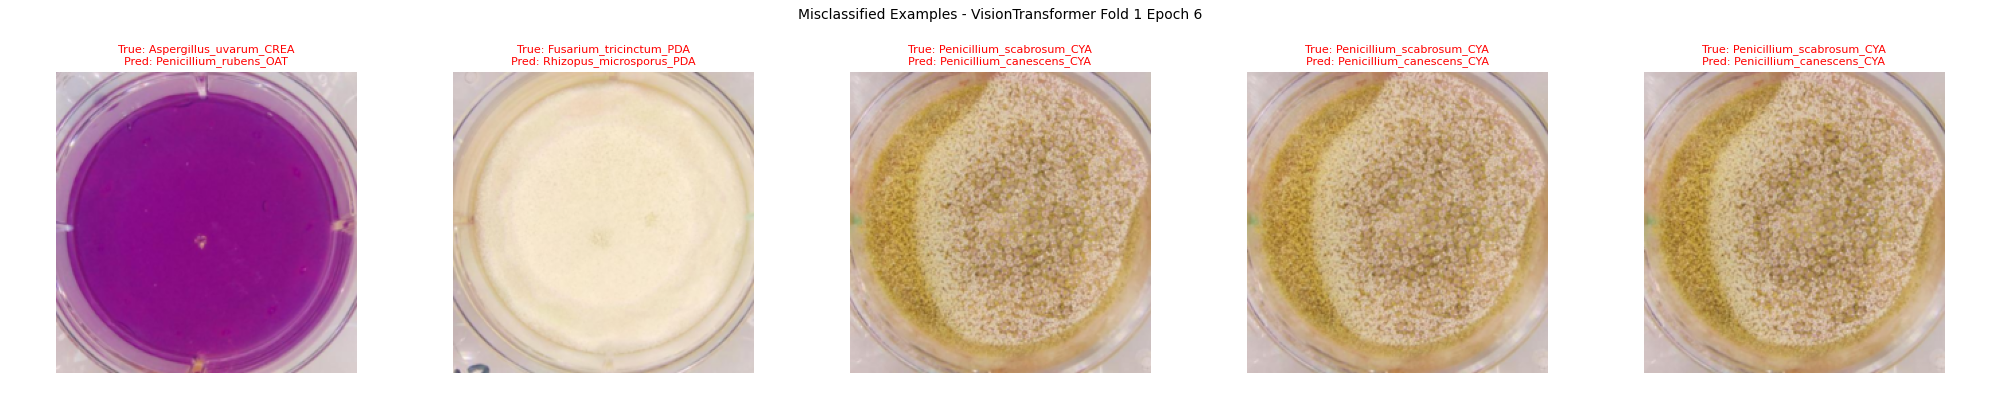 Misclassified Examples - VisionTransformer Fold 1 Epoch 6
True: Aspergillus_uvarum_CREA
Pred: Penicillium_rubens_OAT
True: Fusarium_tricinctum_PDA
Pred: Rhizopus_microsporus_PDA
True: Penicillium_scabrosum_CYA
Pred: Penicillium_canescens_CYA
True: Penicillium_scabrosum_CYA
Pred: Penicillium_canescens_CYA
True: Penicillium_scabrosum_CYA
Pred: Penicillium_canescens_CYA